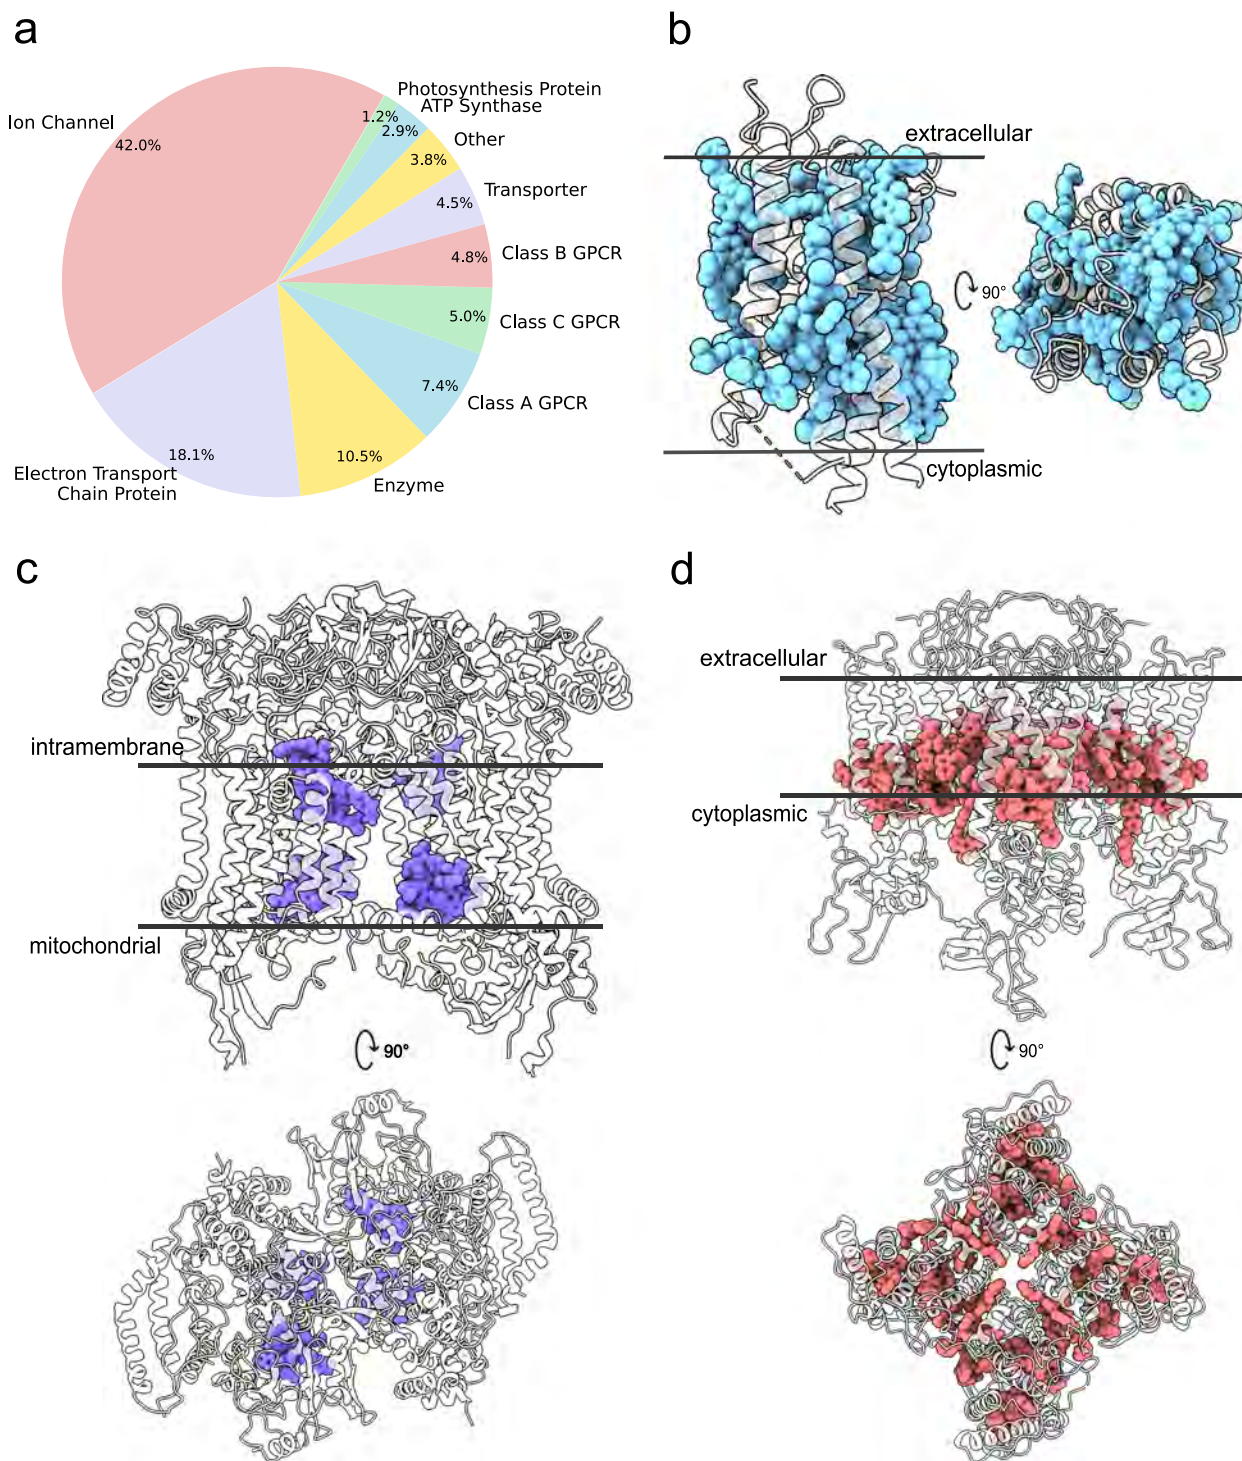 a
Photosynthesis Protein
1.2%
ATP Synthase
2.9%
Other
3.8%
Transporter
4.5%
Class B GPCR
4.8%
Class C GPCR
5.0%
Class A GPCR
7.4%
Enzyme
10.5%
Electron Transport
Chain Protein
18.1%
Ion Channel
42.0%
b
extracellular
90°
cytoplasmic
c
intramembrane
mitochondrial
90°
d
extracellular
cytoplasmic
90°